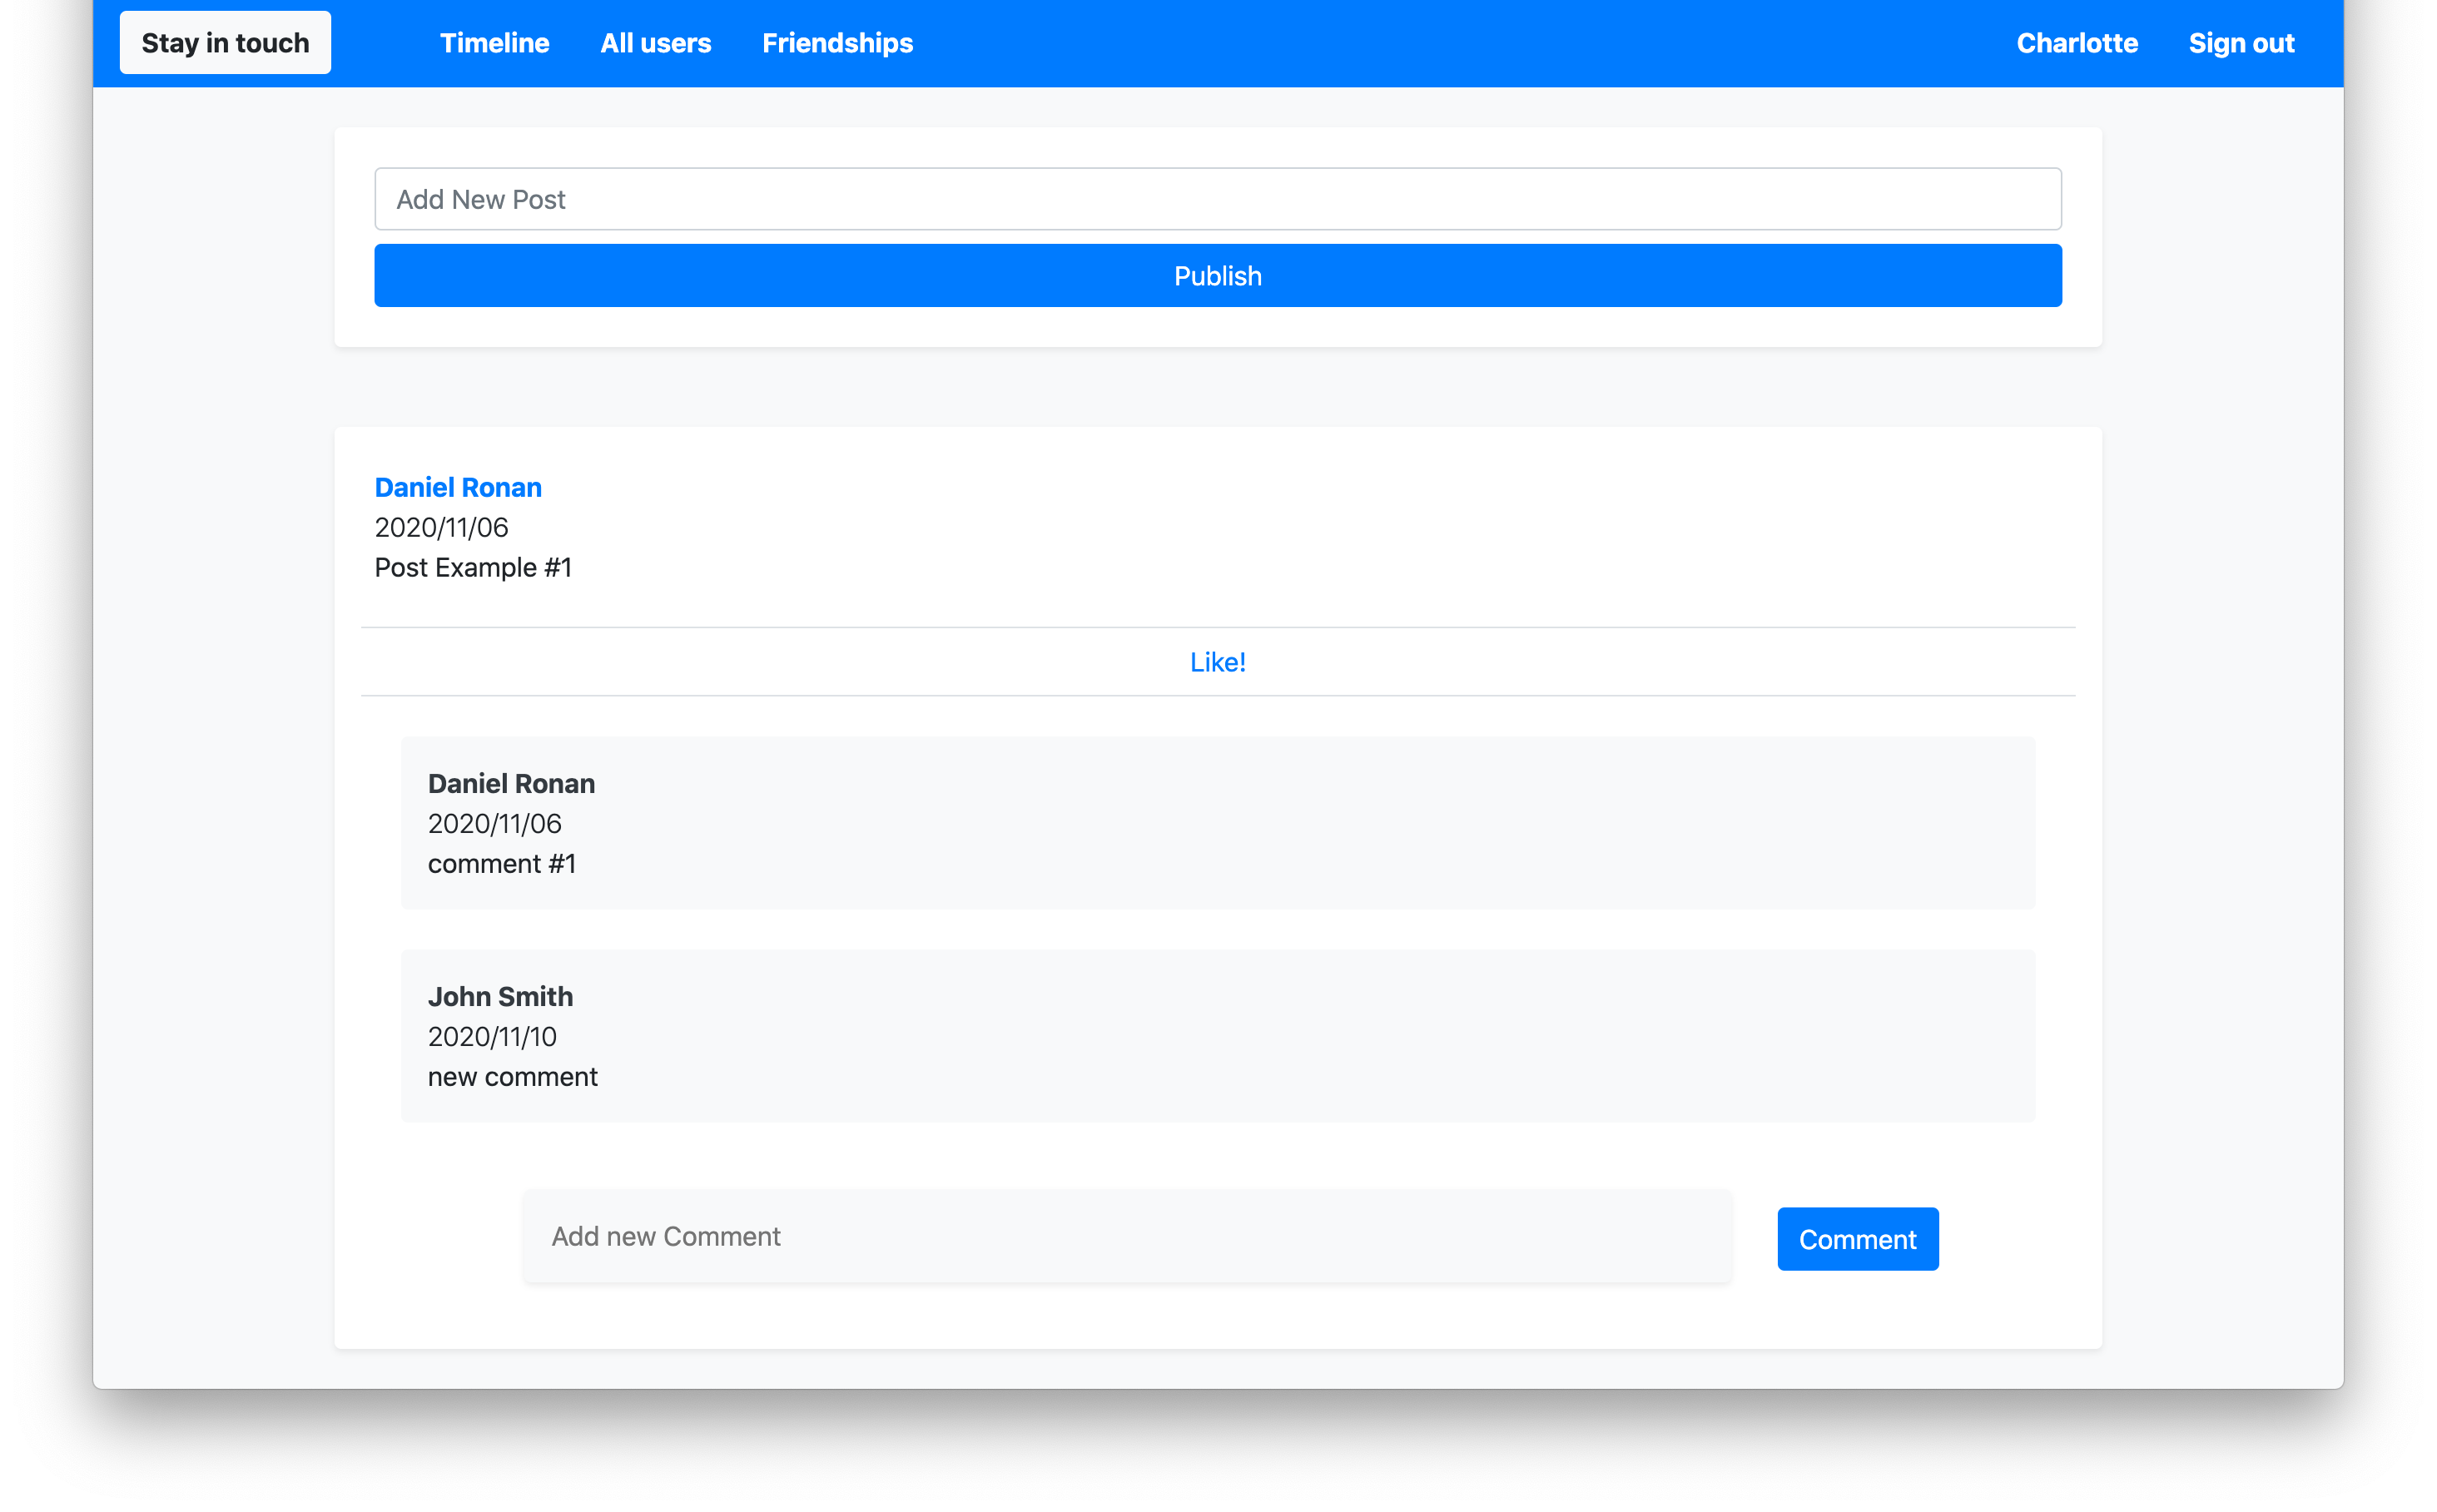 Stay in touch Timeline All users Friendships Charlotte Sign out
Add New Post
Publish
Daniel Ronan
2020/11/06
Post Example #1
Like!
Daniel Ronan
2020/11/06
comment #1
John Smith
2020/11/10
new comment
Add new Comment Comment